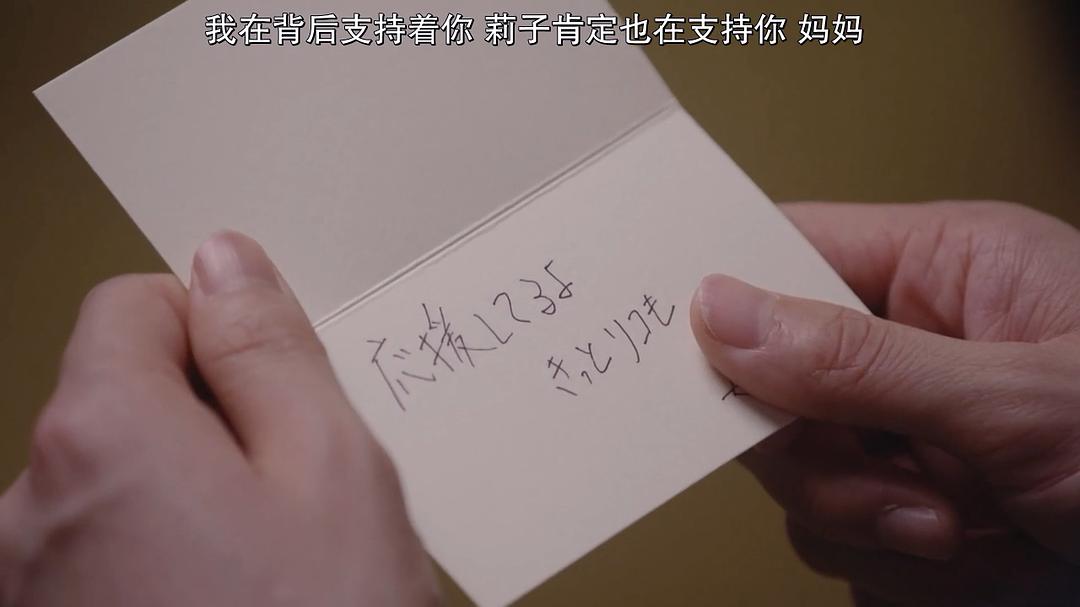 我在背后支持着你 莉子肯定也在支持你 妈妈
応援してるよ
きっとリコも